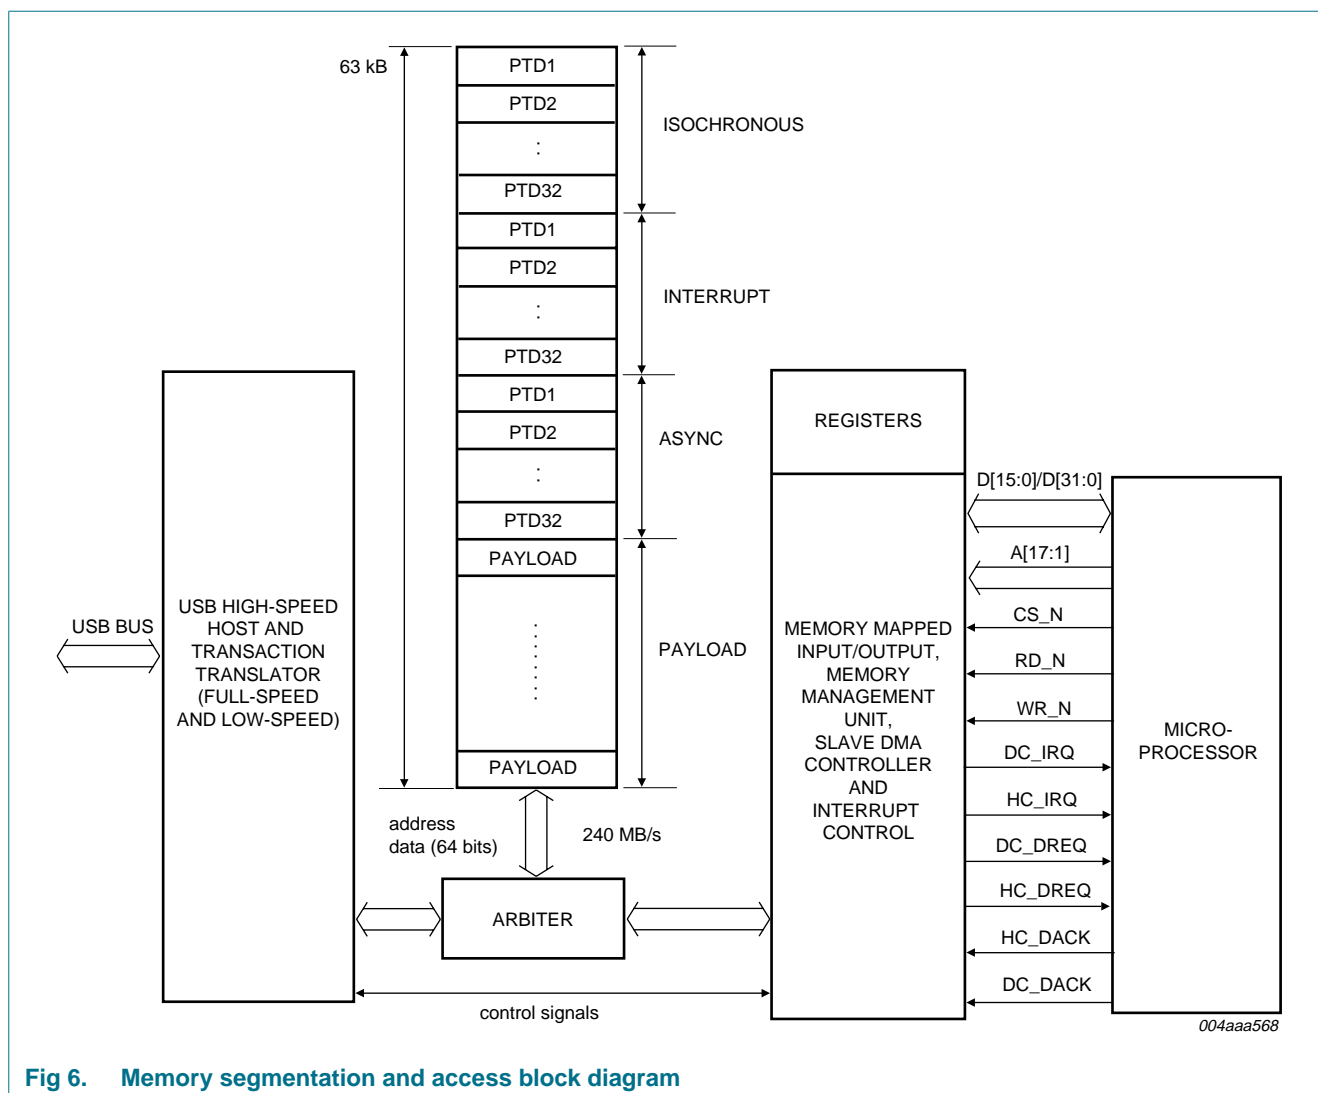 63 kB
PTD1
PTD2
:
PTD32
ISOCHRONOUS
PTD1
PTD2
:
PTD32
INTERRUPT
PTD1
PTD2
:
PTD32
ASYNC
PAYLOAD
PAYLOAD
PAYLOAD
address
data (64 bits)
240 MB/s
ARBITER
USB BUS
USB HIGH-SPEED
HOST AND
TRANSACTION
TRANSLATOR
(FULL-SPEED
AND LOW-SPEED)
control signals
REGISTERS
MEMORY MAPPED
INPUT/OUTPUT,
MEMORY
MANAGEMENT
UNIT,
SLAVE DMA
CONTROLLER
AND
INTERRUPT
CONTROL
D[15:0]/D[31:0]
A[17:1]
CS_N
RD_N
WR_N
DC_IRQ
HC_IRQ
DC_DREQ
HC_DREQ
HC_DACK
DC_DACK
MICRO-
PROCESSOR
004aaa568
Fig 6. Memory segmentation and access block diagram